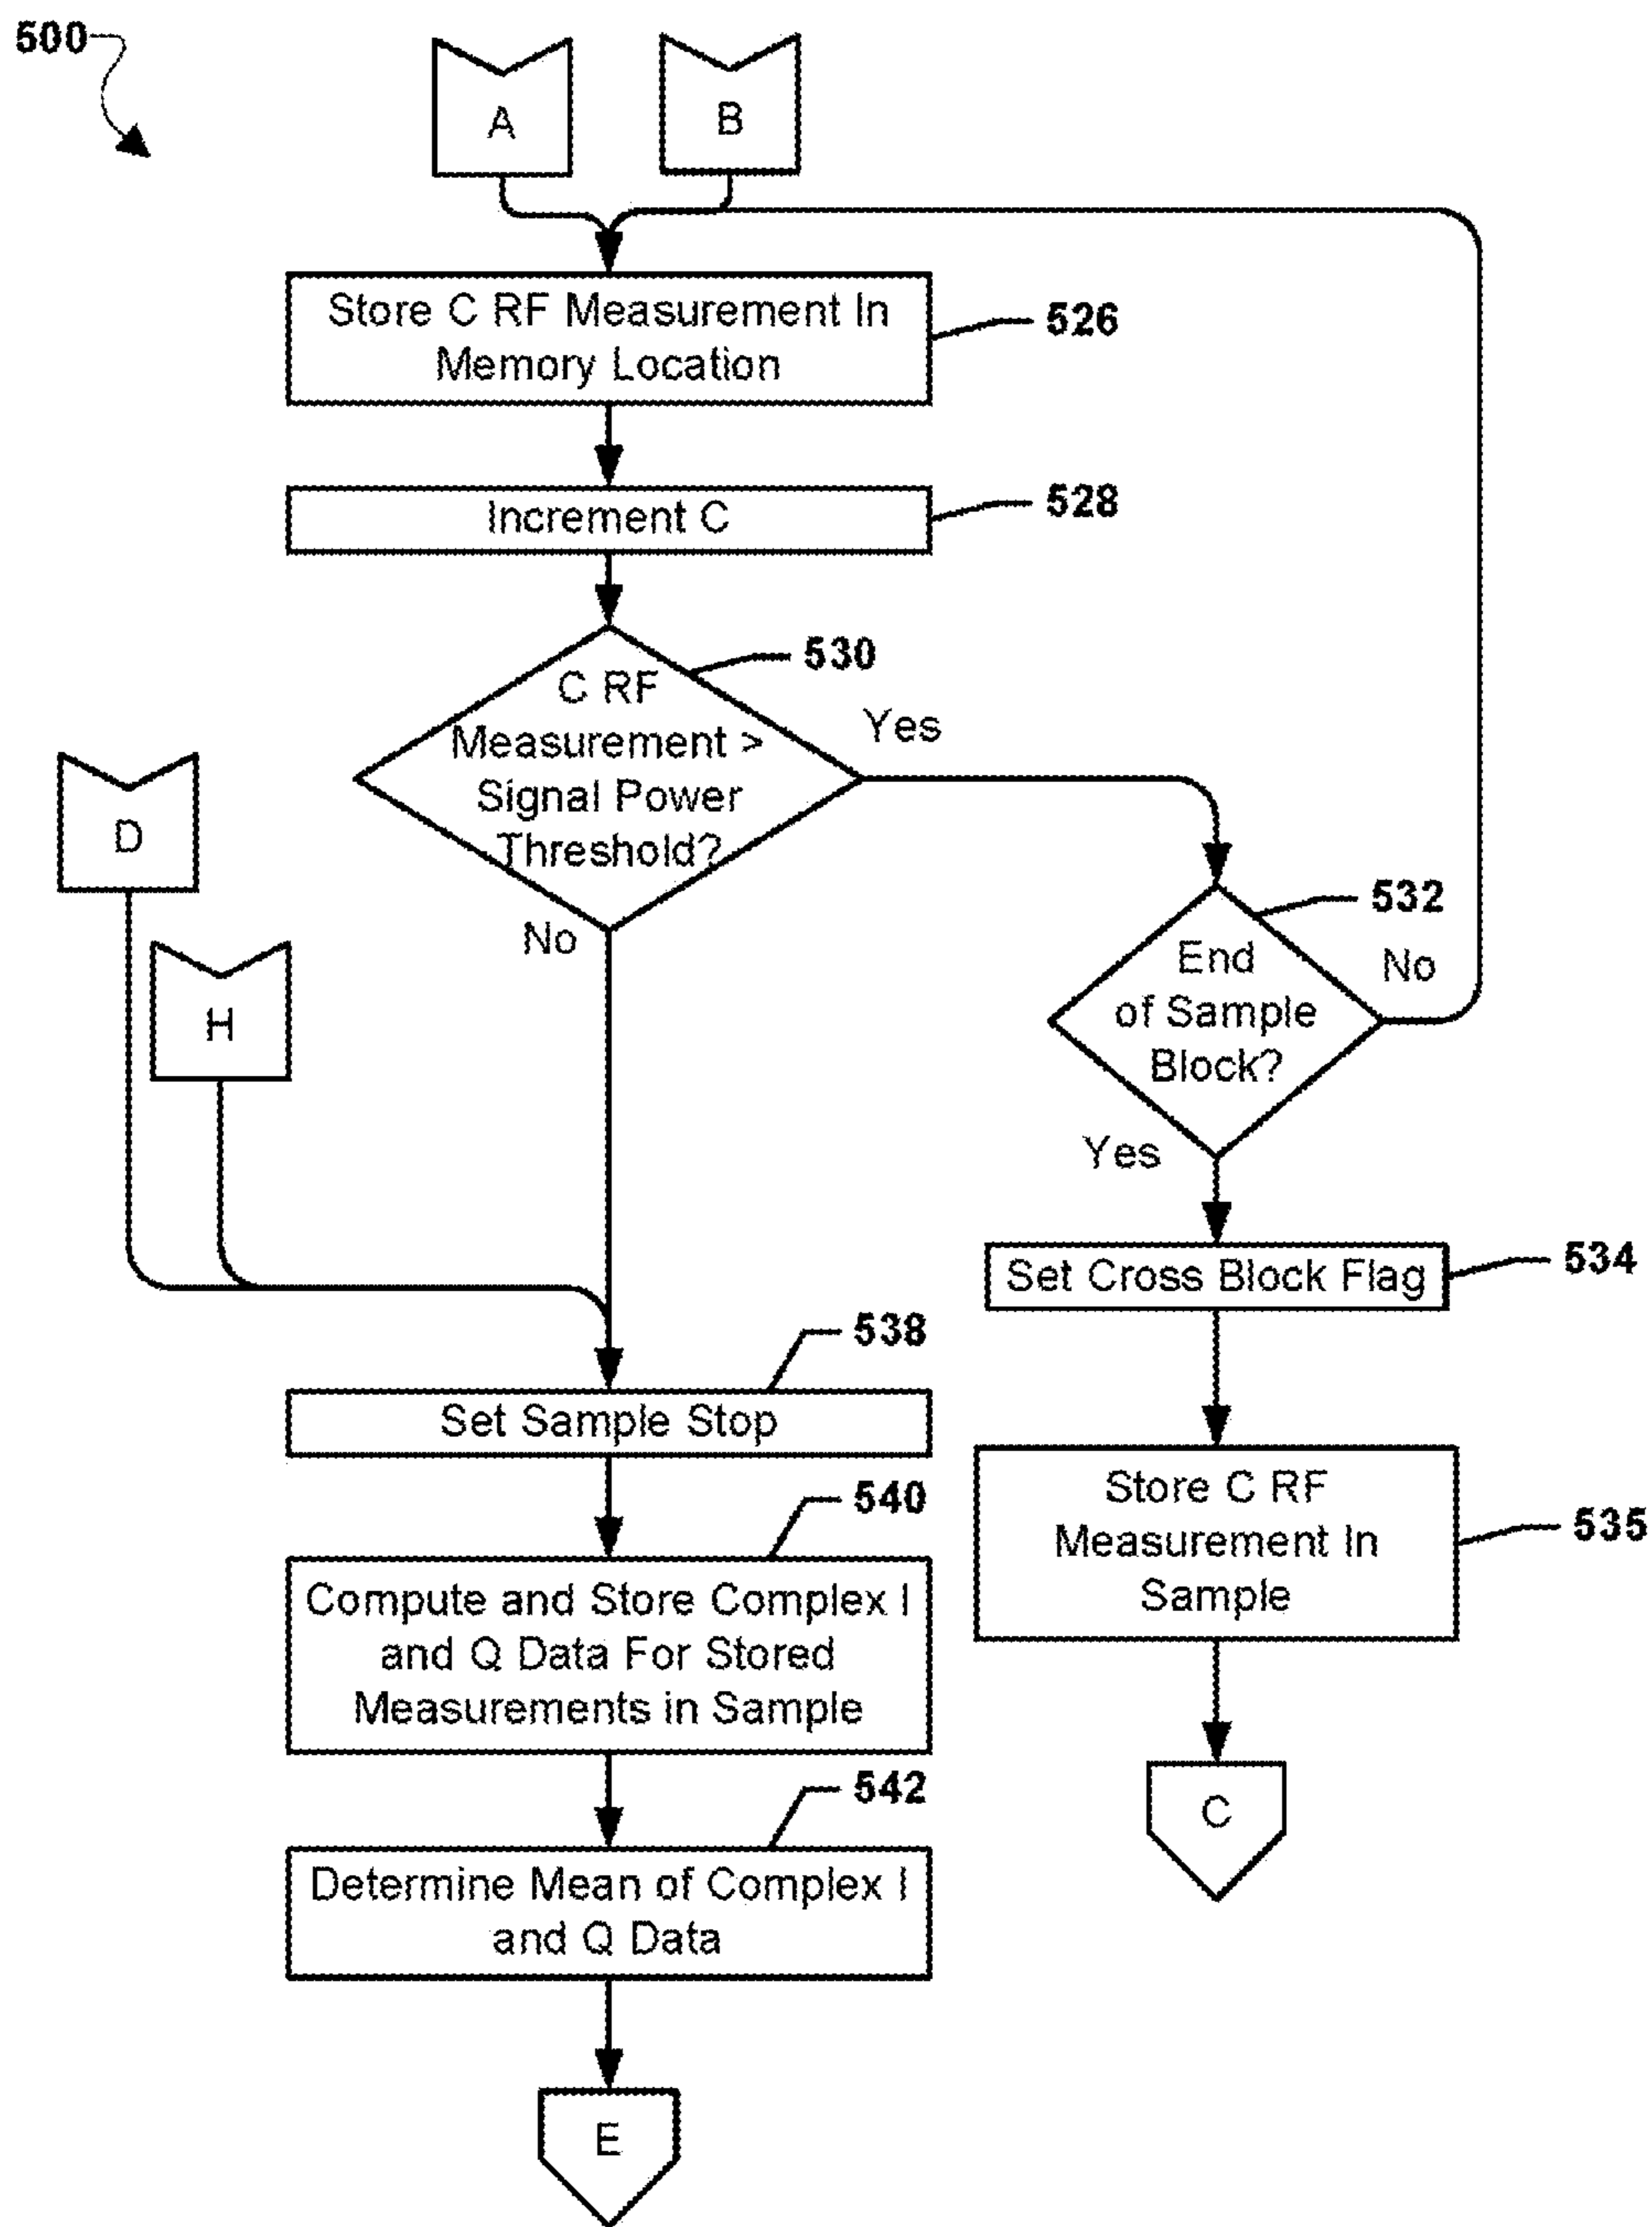 500
A
B
Store C RF Measurement In
Memory Location
526
Increment C
528
530
C RF
Measurement >
Signal Power
Threshold?
Yes
No
D
H
532
End
of Sample
Block?
No
Yes
Set Cross Block Flag
534
538
Set Sample Stop
Store C RF
Measurement In
Sample
535
540
Compute and Store Complex I
and Q Data For Stored
Measurements in Sample
C
542
Determine Mean of Complex I
and Q Data
E